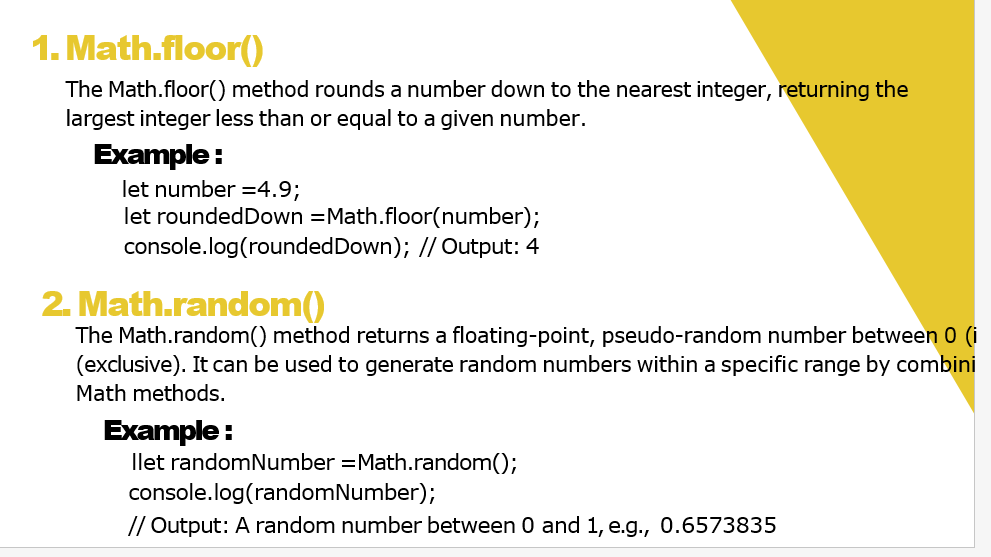 1. Math.floor()
The Math.floor() method rounds a number down to the nearest integer, returning the
largest integer less than or equal to a given number.
Example :
let number =4.9;
let roundedDown =Math.floor(number);
console.log(roundedDown); // Output: 4
2. Math.random()
The Math.random() method returns a floating-point, pseudo-random number between 0 (i
(exclusive). It can be used to generate random numbers within a specific range by combini
Math methods.
Example :
llet randomNumber =Math.random();
console.log(randomNumber);
// Output: A random number between 0 and 1, e.g., 0.6573835